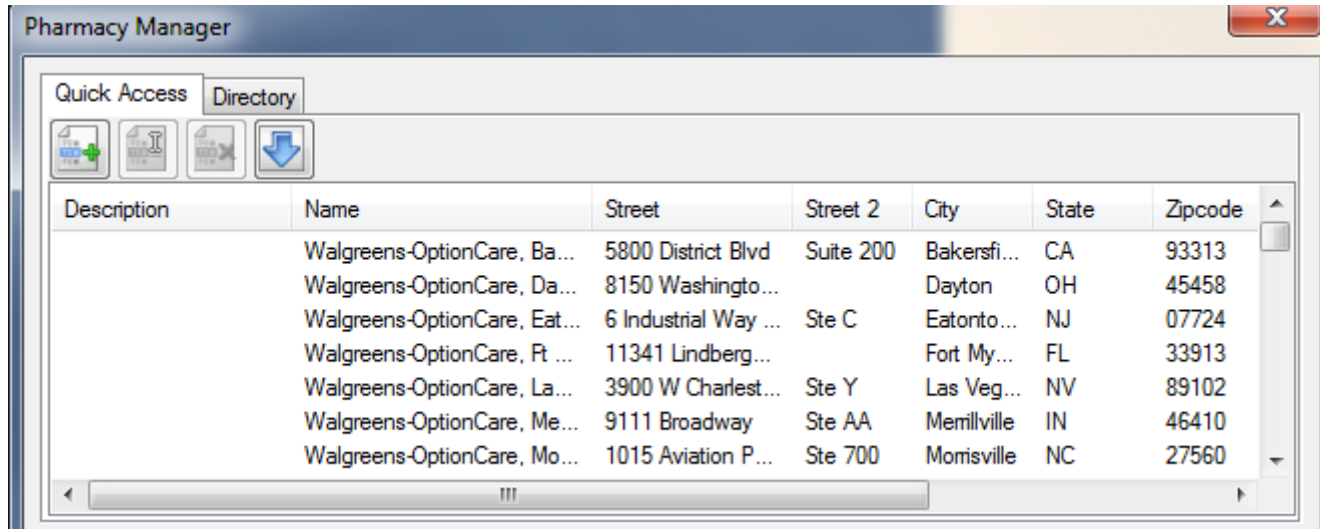 Pharmacy Manager
Quick Access Directory
Description Name Street Street 2 City State Zipcode
Walgreens-OptionCare, Ba... 5800 District Blvd Suite 200 Bakersfi... CA 93313
Walgreens-OptionCare, Da... 8150 Washingto... Dayton OH 45458
Walgreens-OptionCare, Eat... 6 Industrial Way ... Ste C Eatonto... NJ 07724
Walgreens-OptionCare, Ft ... 11341 Lindberg... Fort My... FL 33913
Walgreens-OptionCare, La... 3900 W Charlest... Ste Y Las Veg... NV 89102
Walgreens-OptionCare, Me... 9111 Broadway Ste AA Merrillville IN 46410
Walgreens-OptionCare, Mo... 1015 Aviation P... Ste 700 Morrisville NC 27560